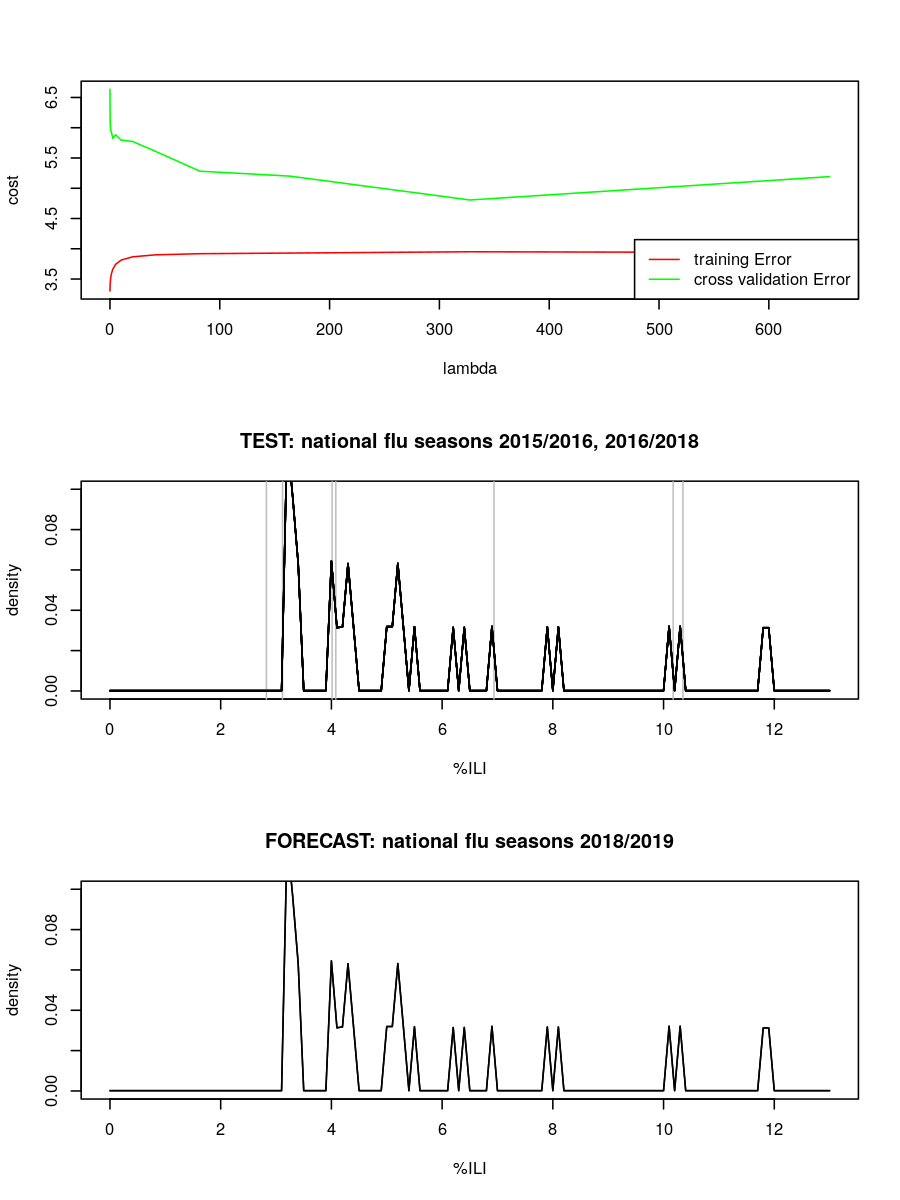 6.5
5.5
4.5
3.5
cost
training Error
cross validation Error
0 100 200 300 400 500 600
lambda
TEST: national flu seasons 2015/2016, 2016/2018
0.08
0.04
0.00
density
0 2 4 6 8 10 12
%ILI
FORECAST: national flu seasons 2018/2019
0.08
0.04
0.00
density
0 2 4 6 8 10 12
%ILI